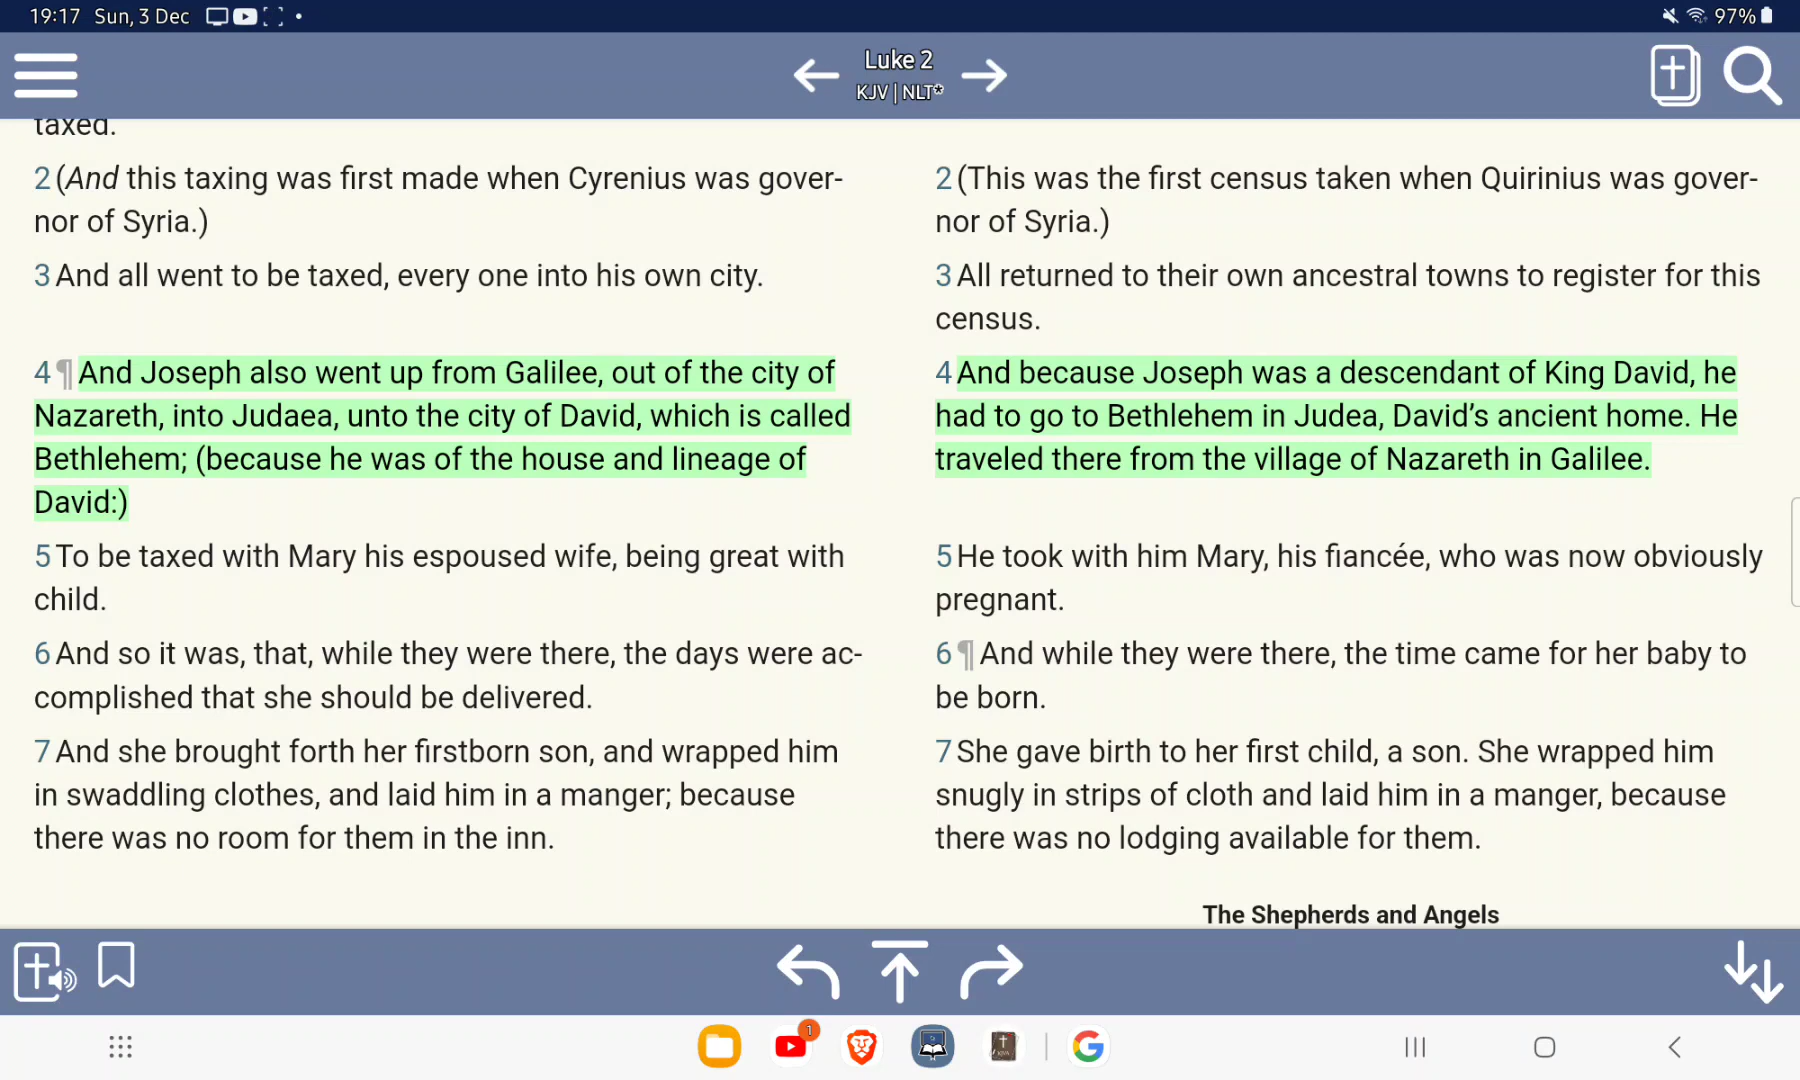 19:17 Sun, 3 Dec
97%
Luke 2
KJV | NLT*
taxed.
2 (And this taxing was first made when Cyrenius was gover-
nor of Syria.)
3 And all went to be taxed, every one into his own city.
4 ¶ And Joseph also went up from Galilee, out of the city of
Nazareth, into Judaea, unto the city of David, which is called
Bethlehem; (because he was of the house and lineage of
David:)
5 To be taxed with Mary his espoused wife, being great with
child.
6 And so it was, that, while they were there, the days were ac-
complished that she should be delivered.
7 And she brought forth her firstborn son, and wrapped him
in swaddling clothes, and laid him in a manger; because
there was no room for them in the inn.
2 (This was the first census taken when Quirinius was gover-
nor of Syria.)
3 All returned to their own ancestral towns to register for this
census.
4 And because Joseph was a descendant of King David, he
had to go to Bethlehem in Judea, David’s ancient home. He
traveled there from the village of Nazareth in Galilee.
5 He took with him Mary, his fiancée, who was now obviously
pregnant.
6 ¶ And while they were there, the time came for her baby to
be born.
7 She gave birth to her first child, a son. She wrapped him
snugly in strips of cloth and laid him in a manger, because
there was no lodging available for them.
The Shepherds and Angels
1